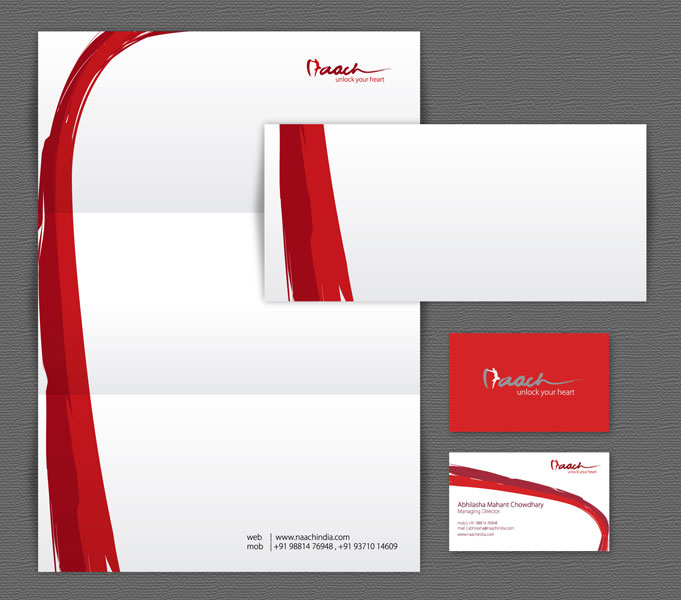 Naach
unlock your heart
web | www.naachindia.com
mob | +91 98814 76948 , +91 93710 14609
Naach
unlock your heart
Naach
unlock your heart
Abhilasha Mahant Chowdhary
Managing Director
mob | +91 98814 76948
mail | abhilasha@naachindia.com
www.naachindia.com